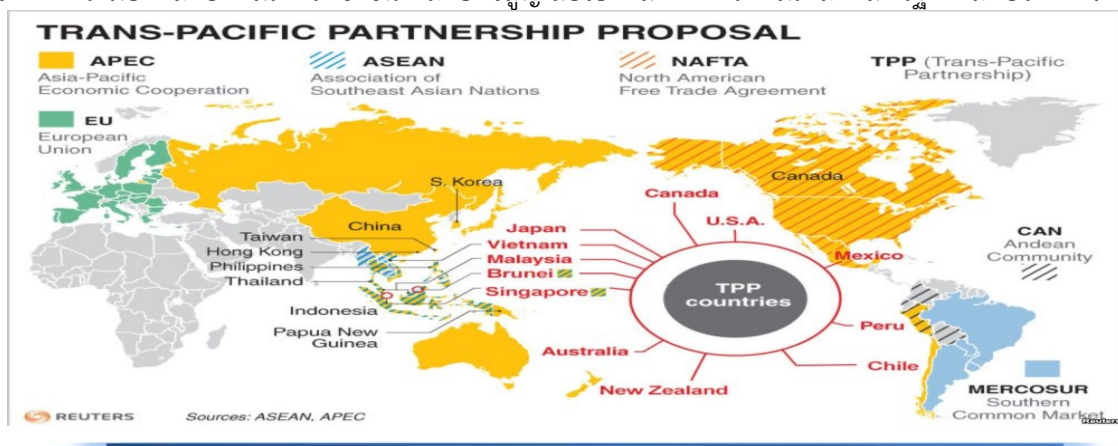 TRANS-PACIFIC PARTNERSHIP PROPOSAL
APEC
Asia-Pacific
Economic Cooperation
ASEAN
Association of
Southeast Asian Nations
NAFTA
North American
Free Trade Agreement
TPP (Trans-Pacific
Partnership)
EU
European
Union
S. Korea
China
Taiwan
Hong Kong
Philippines
Thailand
Indonesia
Papua New
Guinea
Japan
Vietnam
Malaysia
Brunei
Singapore
Australia
New Zealand
Canada
U.S.A.
Mexico
Peru
Chile
TPP
countries
Canada
CAN
Andean
Community
MERCOSUR
Southern
Common Market
REUTERS
Sources: ASEAN, APEC
Reuters